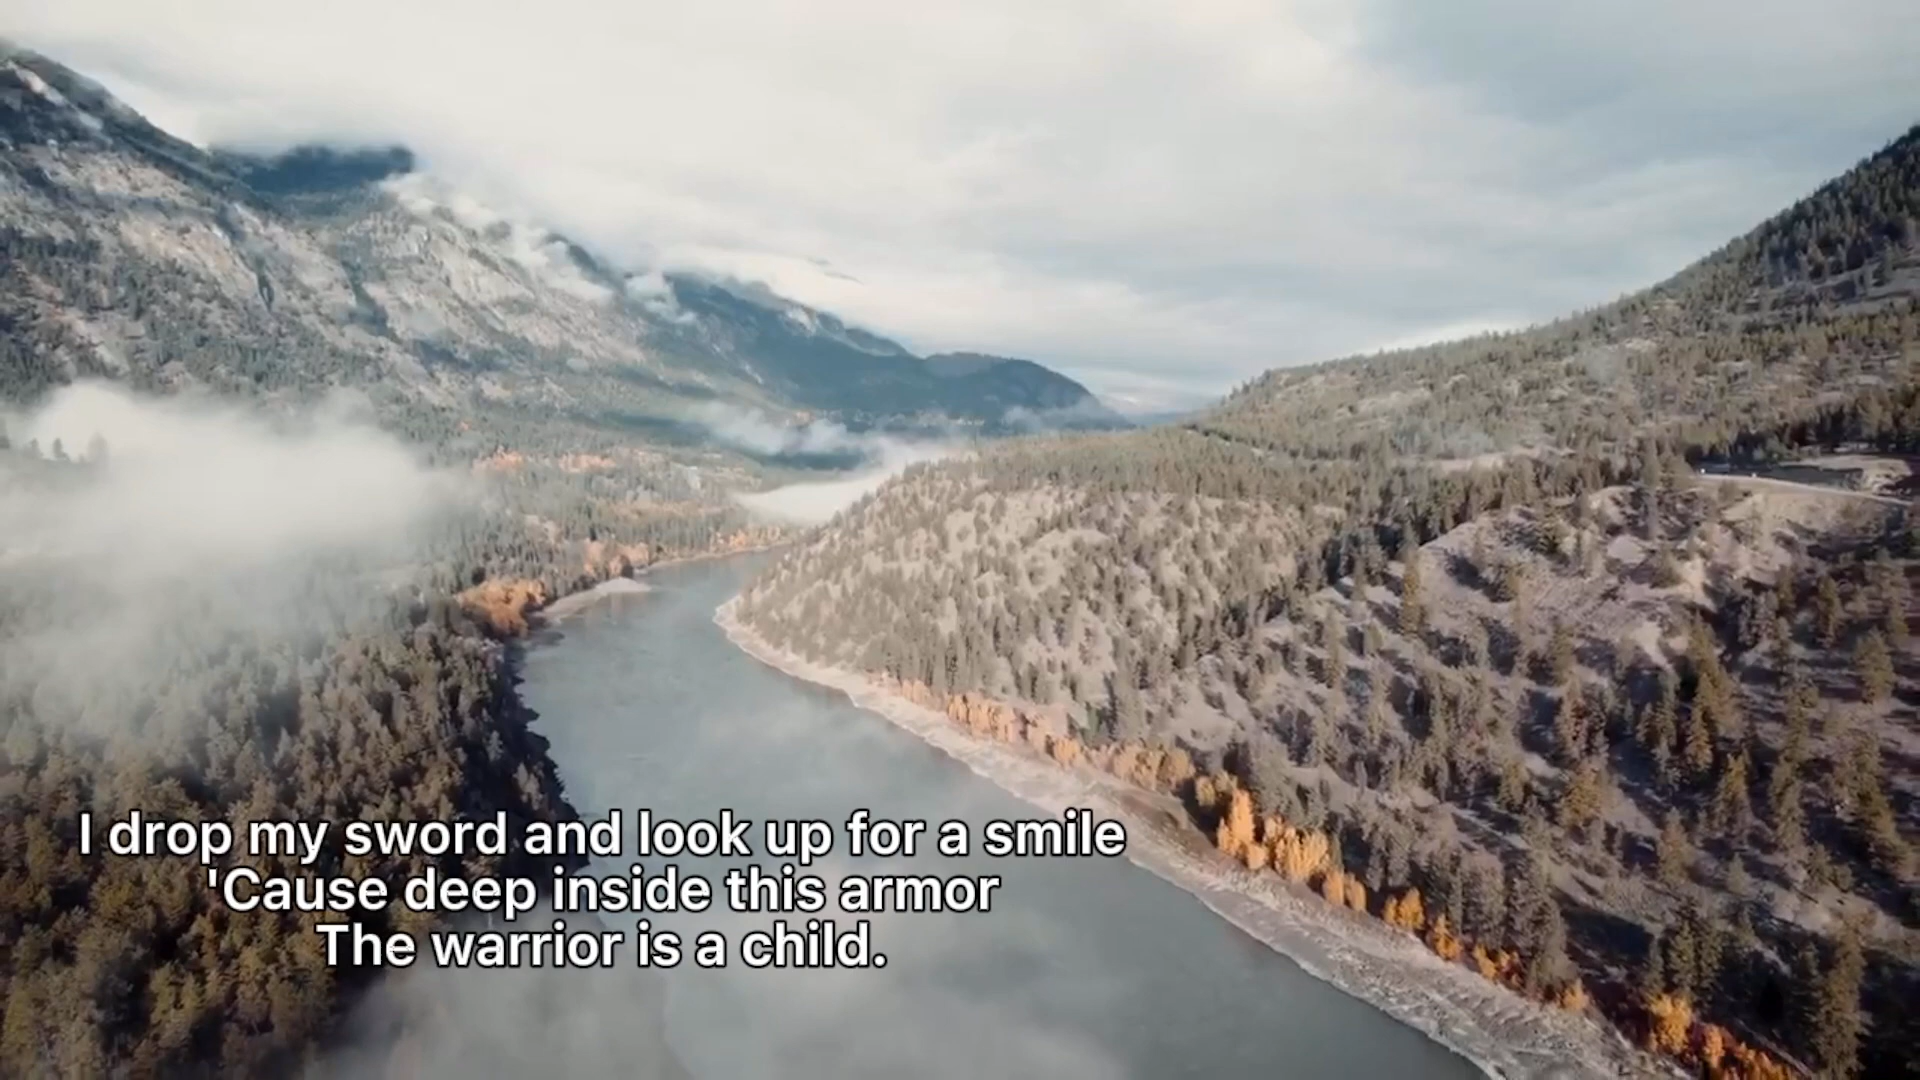 I drop my sword and look up for a smile
'Cause deep inside this armor
The warrior is a child.